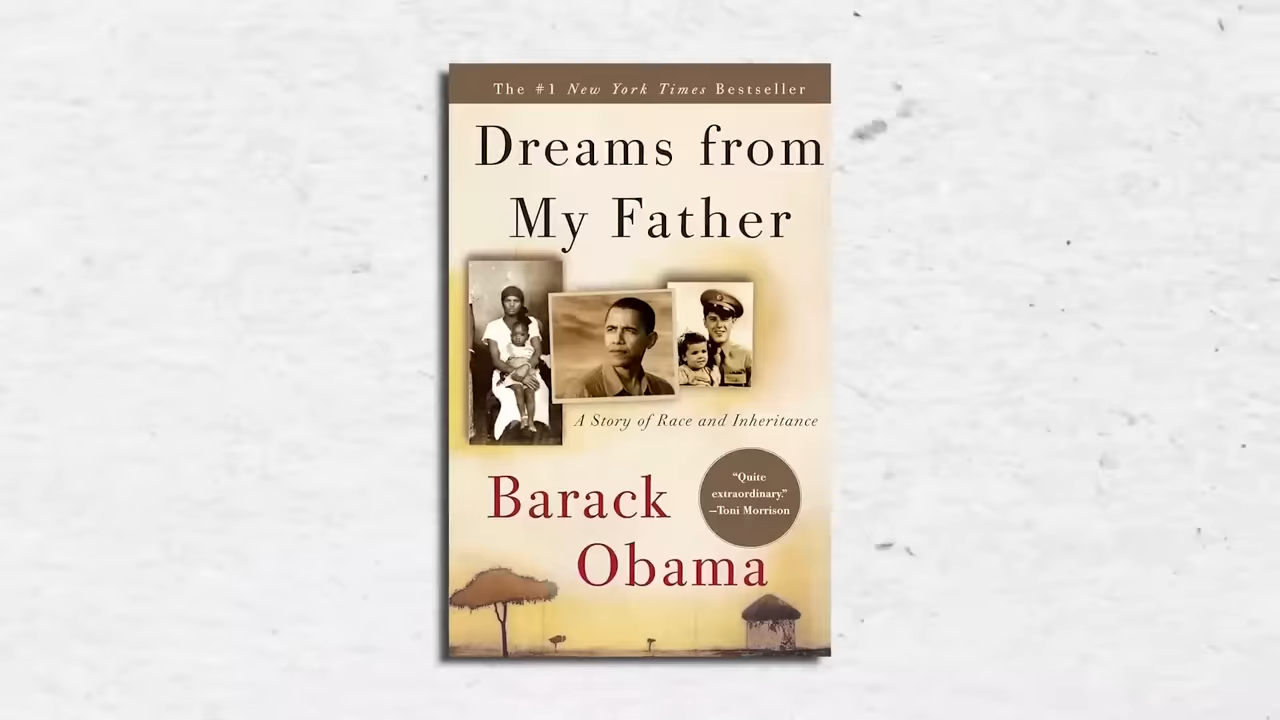 The #1 New York Times Bestseller
Dreams from
My Father
A Story of Race and Inheritance
“Quite
extraordinary.”
—Toni Morrison
Barack
Obama